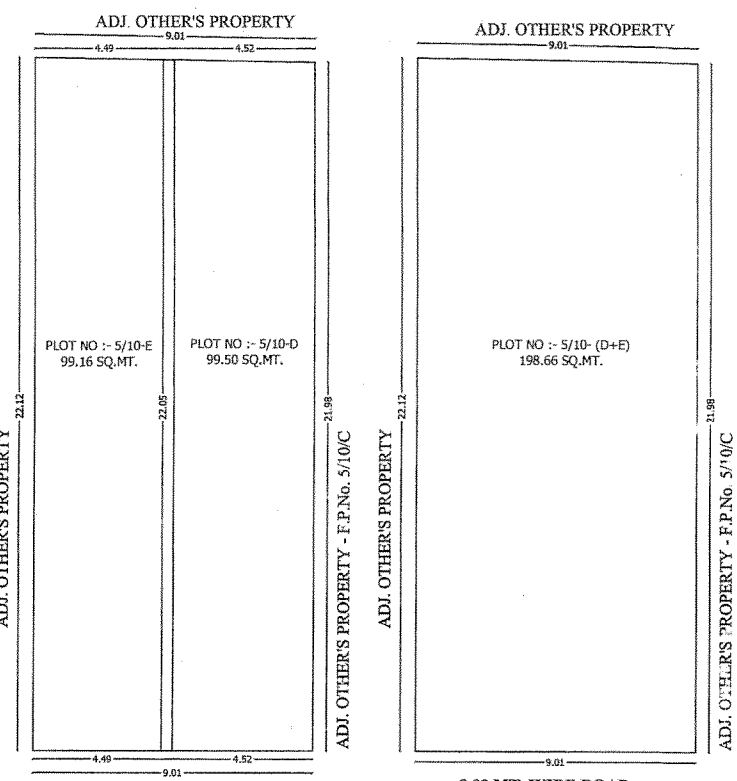 ADJ. OTHER'S PROPERTY
9.01
4.49
4.52
PLOT NO :- 5/10-E
99.16 SQ.MT.
PLOT NO :- 5/10-D
99.50 SQ.MT.
22.12
22.05
21.98
ADJ. OTHER'S PROPERTY
ADJ. OTHER'S PROPERTY - F.P.No. 5/10/C
4.49
4.52
9.01
ADJ. OTHER'S PROPERTY
9.01
PLOT NO :- 5/10- (D+E)
198.66 SQ.MT.
22.12
21.98
ADJ. OTHER'S PROPERTY
ADJ. OTHER'S PROPERTY - F.P.No. 5/10/C
9.01
MT. WIDE ROAD